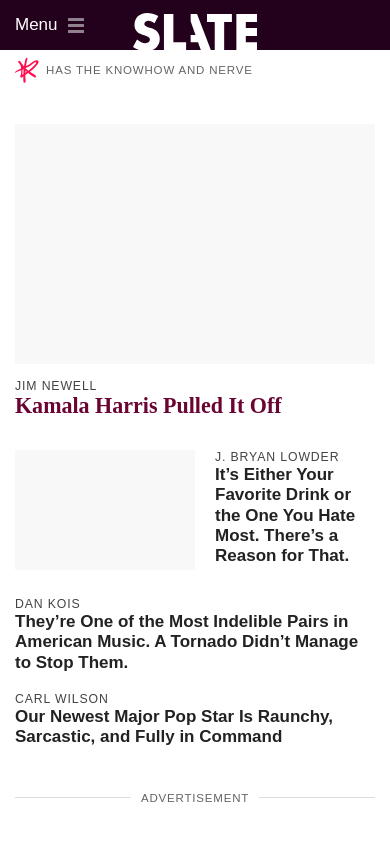 Menu
SLATE
HAS THE KNOWHOW AND NERVE
JIM NEWELL
Kamala Harris Pulled It Off
J. BRYAN LOWDER
It’s Either Your
Favorite Drink or
the One You Hate
Most. There’s a
Reason for That.
DAN KOIS
They’re One of the Most Indelible Pairs in
American Music. A Tornado Didn’t Manage
to Stop Them.
CARL WILSON
Our Newest Major Pop Star Is Raunchy,
Sarcastic, and Fully in Command
ADVERTISEMENT